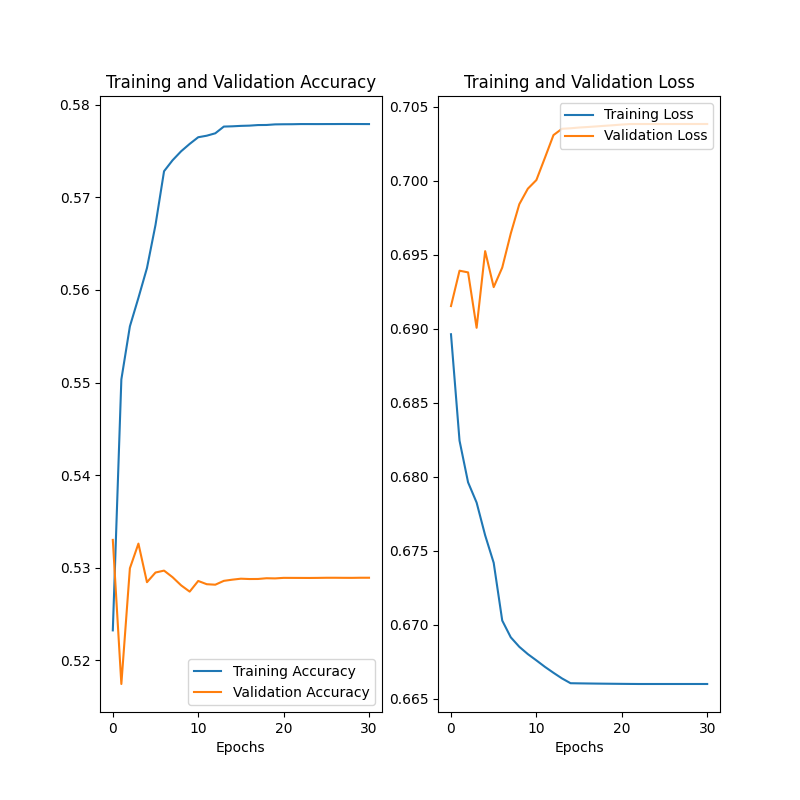 Training and Validation Accuracy
0.58
0.57
0.56
0.55
0.54
0.53
0.52
Training Accuracy
Validation Accuracy
0 10 20 30
Epochs
Training and Validation Loss
0.705
0.700
0.695
0.690
0.685
0.680
0.675
0.670
0.665
Training Loss
Validation Loss
0 10 20 30
Epochs